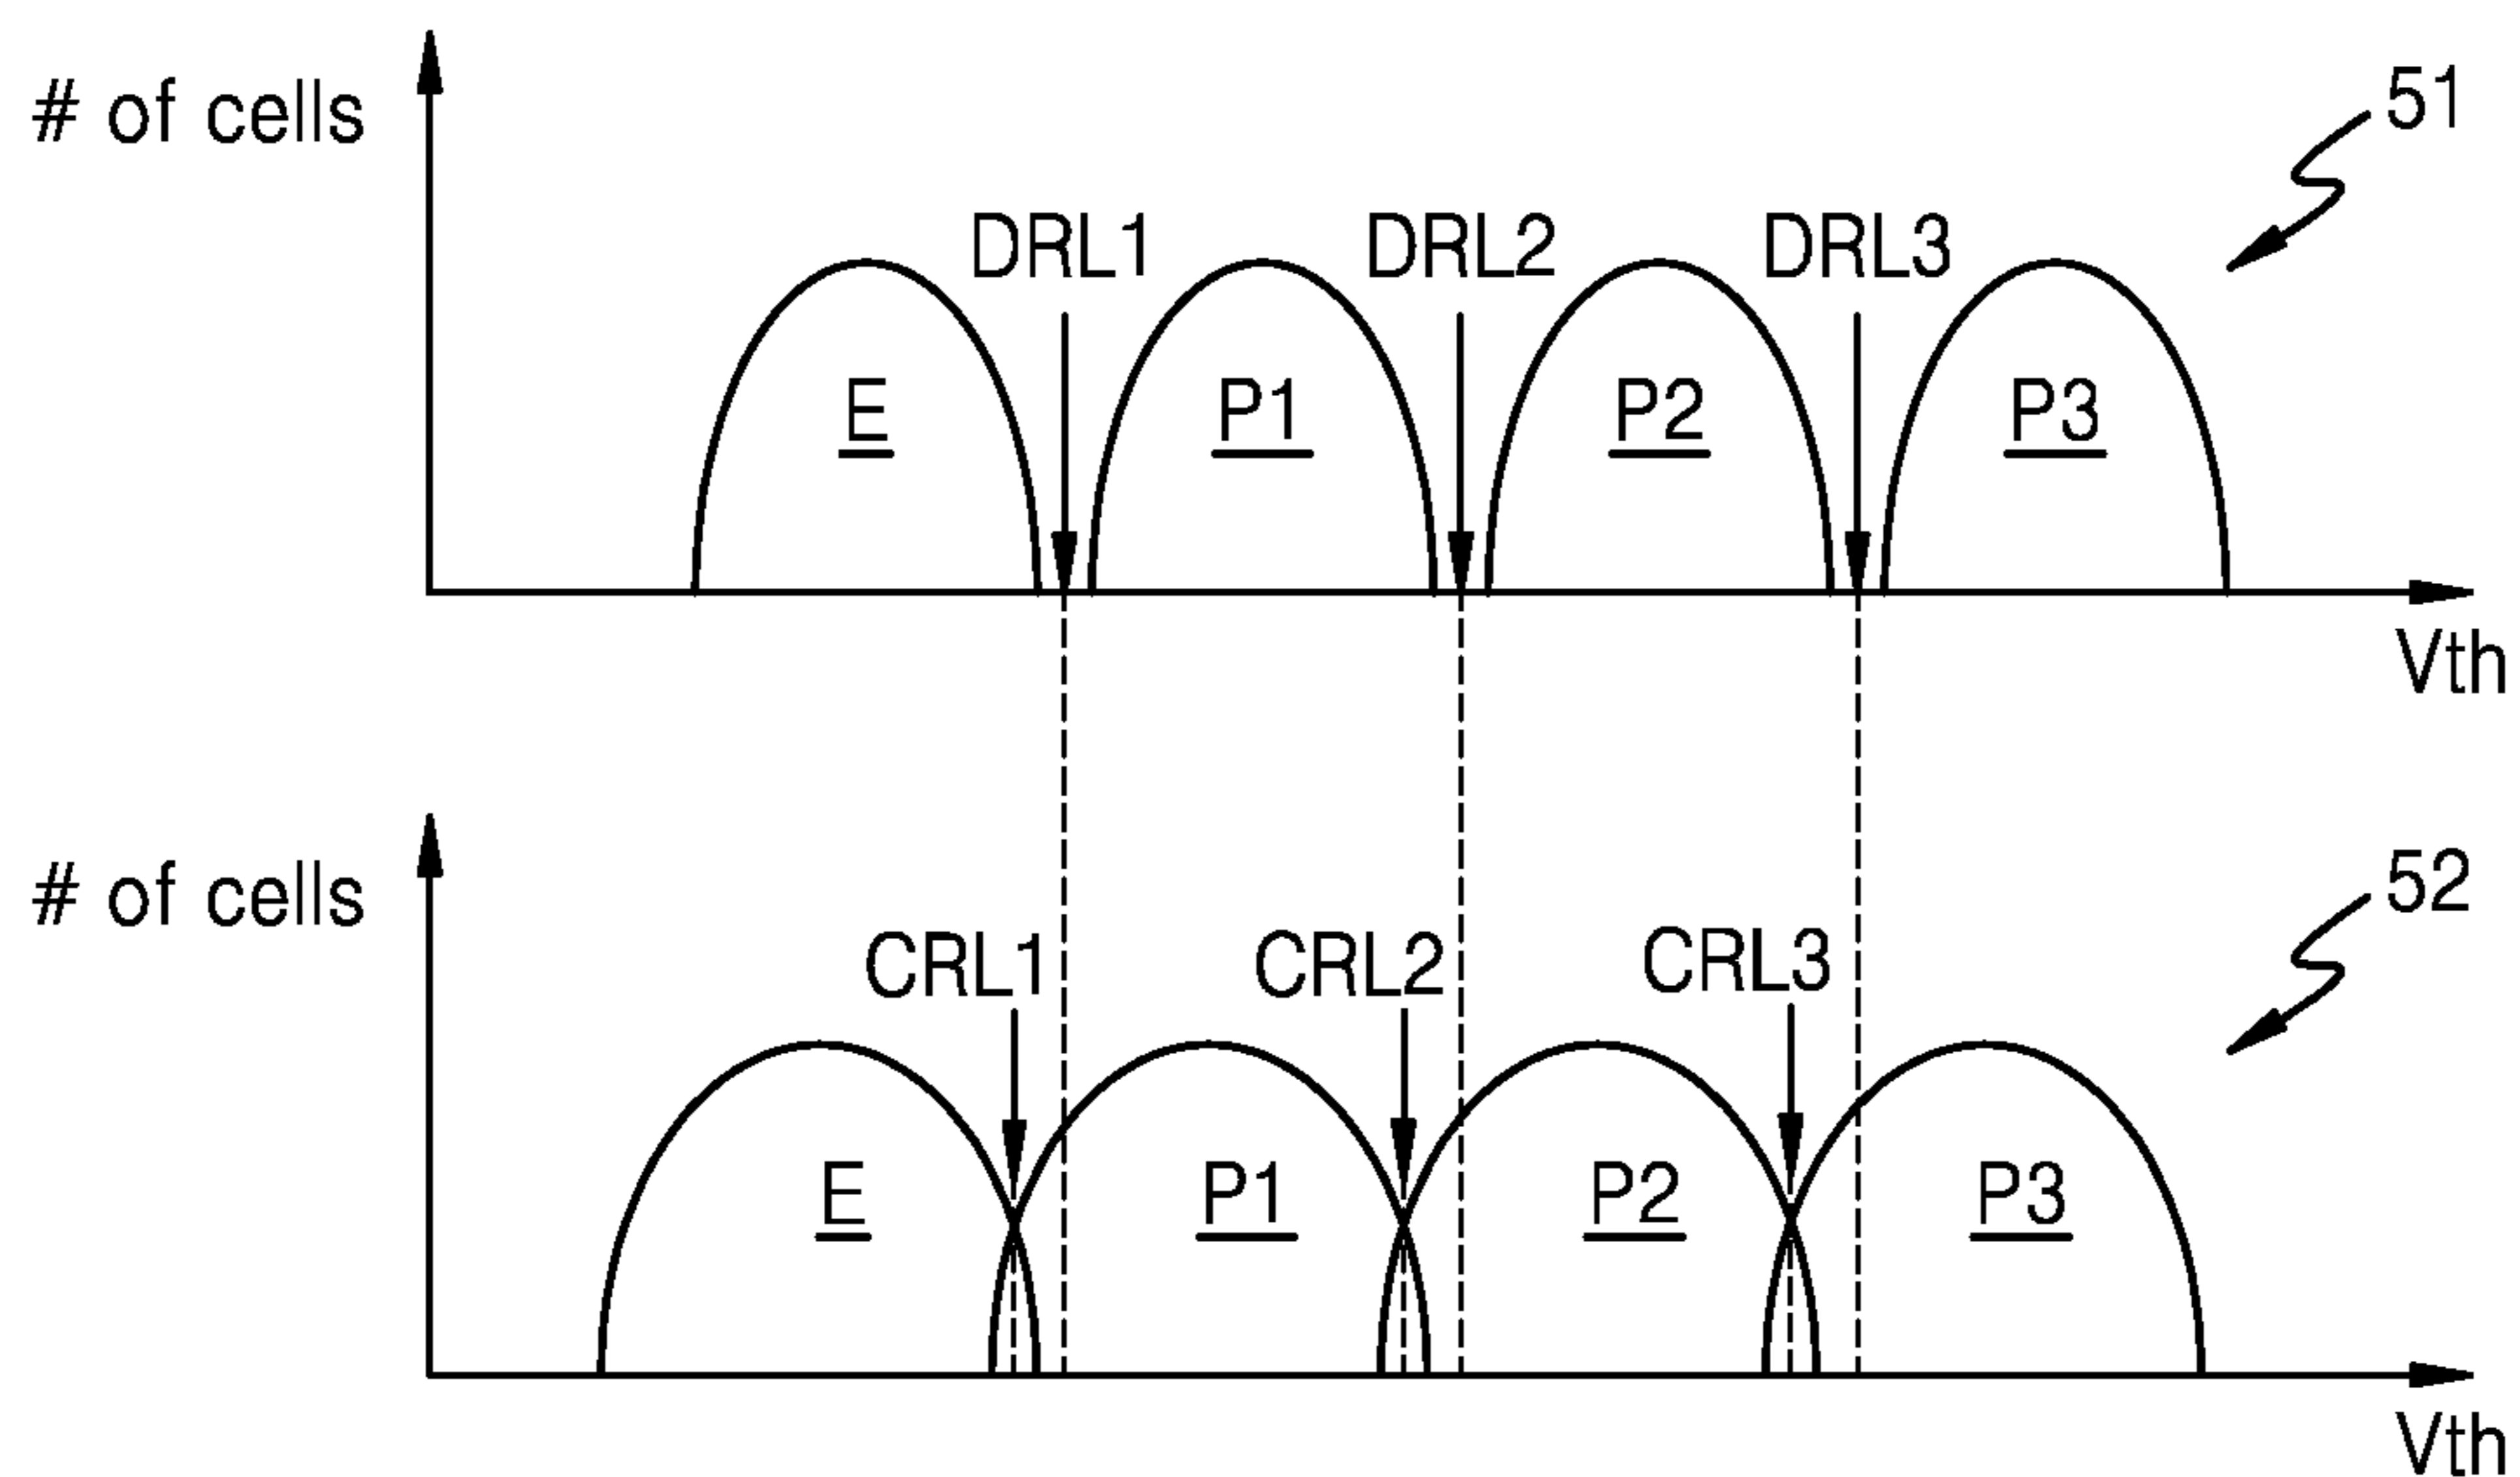 # of cells
51
DRL1 DRL2 DRL3
E P1 P2 P3
Vth
# of cells
52
CRL1 CRL2 CRL3
E P1 P2 P3
Vth